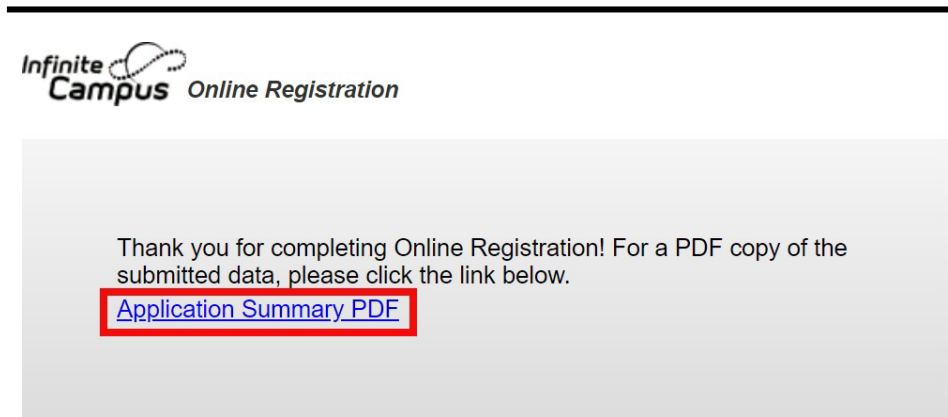 Infinite
Campus Online Registration
Thank you for completing Online Registration! For a PDF copy of the
submitted data, please click the link below.
Application Summary PDF